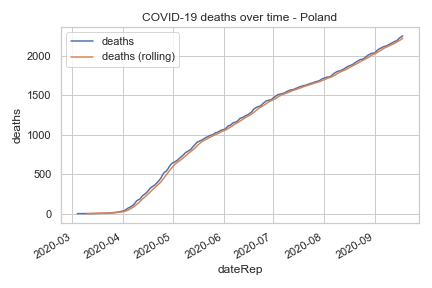 COVID-19 deaths over time - Poland
deaths
deaths (rolling)
2000
1500
1000
500
0
deaths
2020-03
2020-04
2020-05
2020-06
2020-07
2020-08
2020-09
dateRep